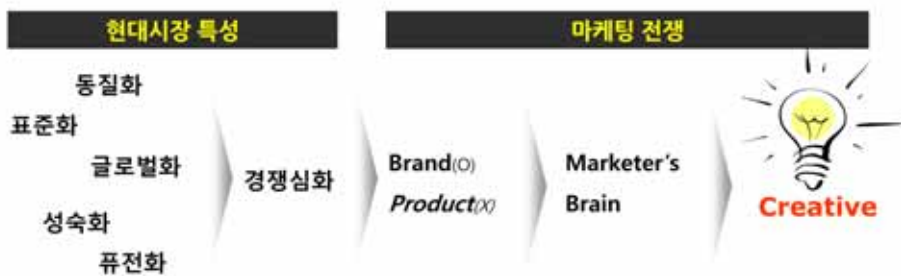 현대시장 특성
마케팅 전쟁
동질화
표준화
글로벌화
성숙화
퓨전화
경쟁심화
Brand(O)
Product(X)
Marketer's
Brain
Creative